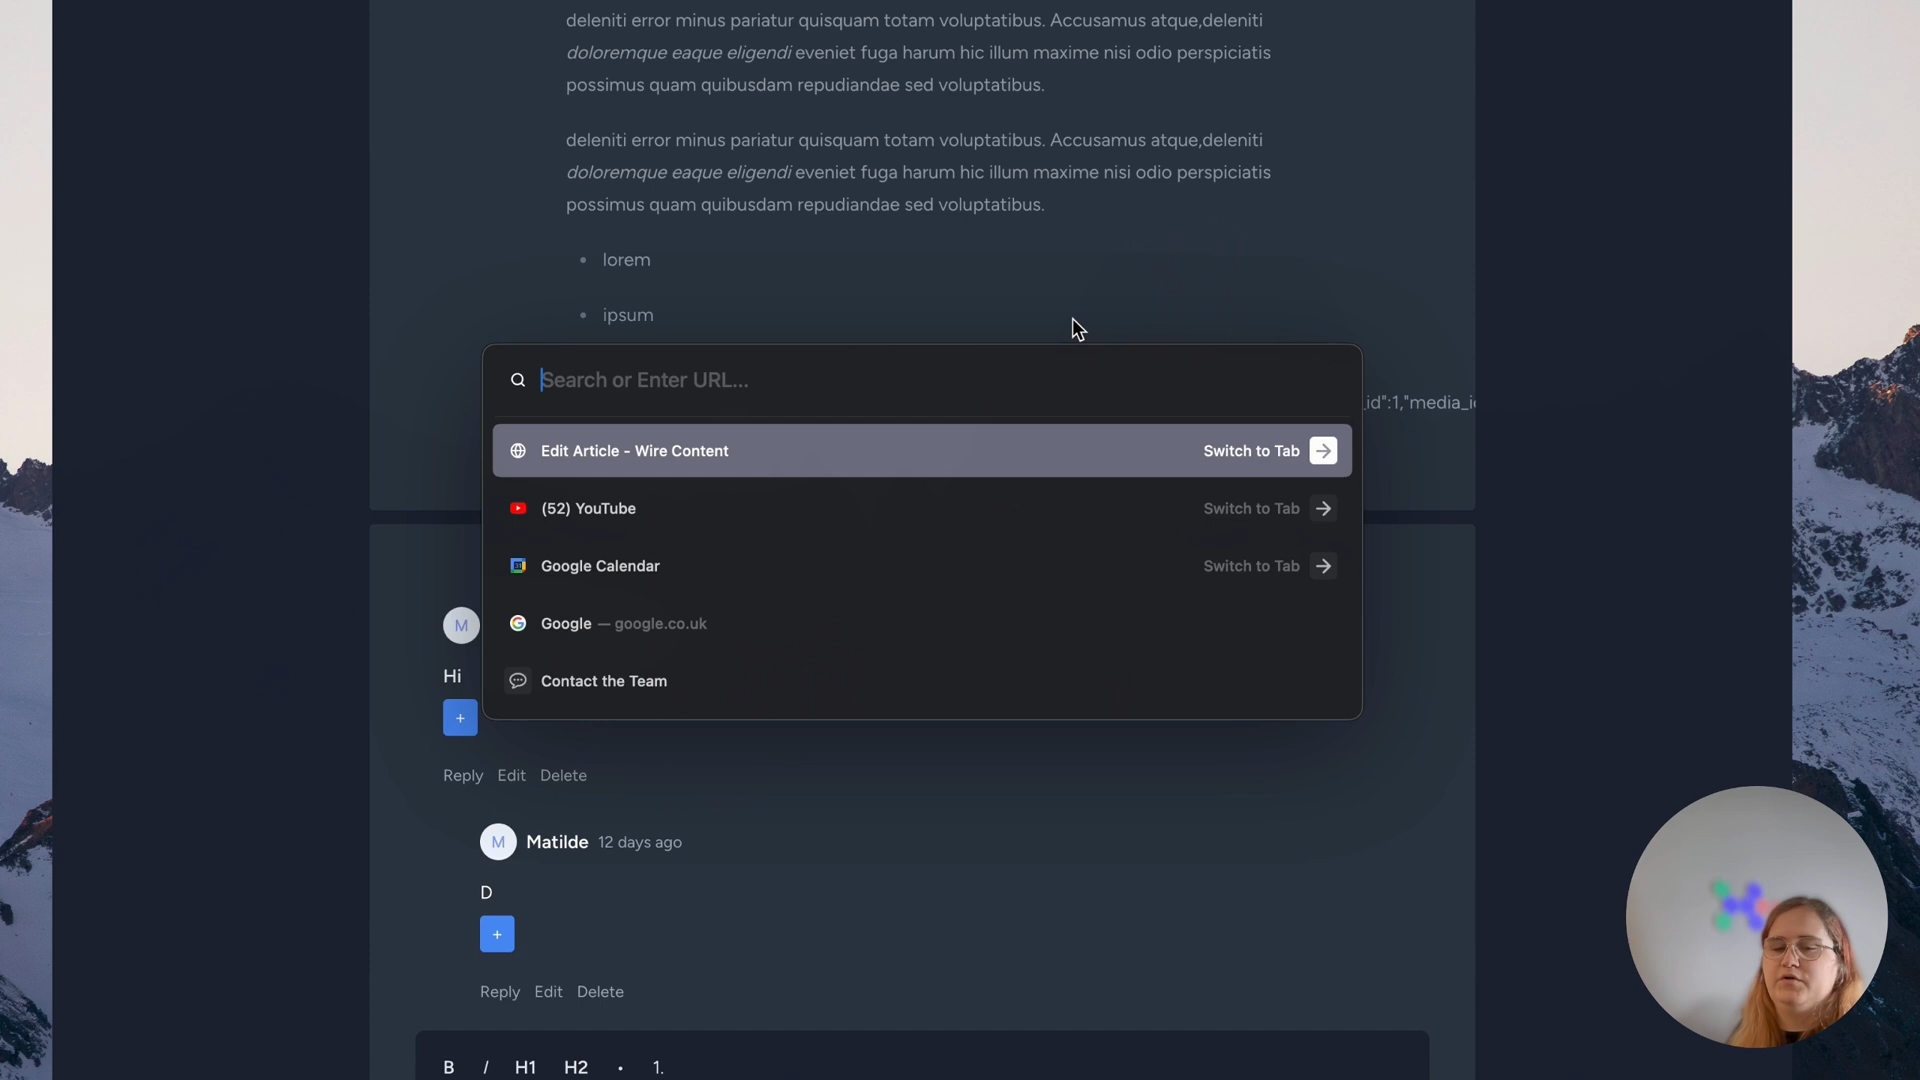 deleniti error minus pariatur quisquam totam voluptatibus. Accusamus atque,deleniti
doloremque eaque eligendi eveniet fuga harum hic illum maxime nisi odio perspiciatis
possimus quam quibusdam repudiandae sed voluptatibus.
deleniti error minus pariatur quisquam totam voluptatibus. Accusamus atque,deleniti
doloremque eaque eligendi eveniet fuga harum hic illum maxime nisi odio perspiciatis
possimus quam quibusdam repudiandae sed voluptatibus.
• lorem
• ipsum
Search or Enter URL...
_id":1,"media_i
Edit Article - Wire Content Switch to Tab
(52) YouTube Switch to Tab
Google Calendar Switch to Tab
Google — google.co.uk
Contact the Team
M
Hi
+
Reply Edit Delete
M Matilde 12 days ago
D
+
Reply Edit Delete
B / H1 H2 • 1.